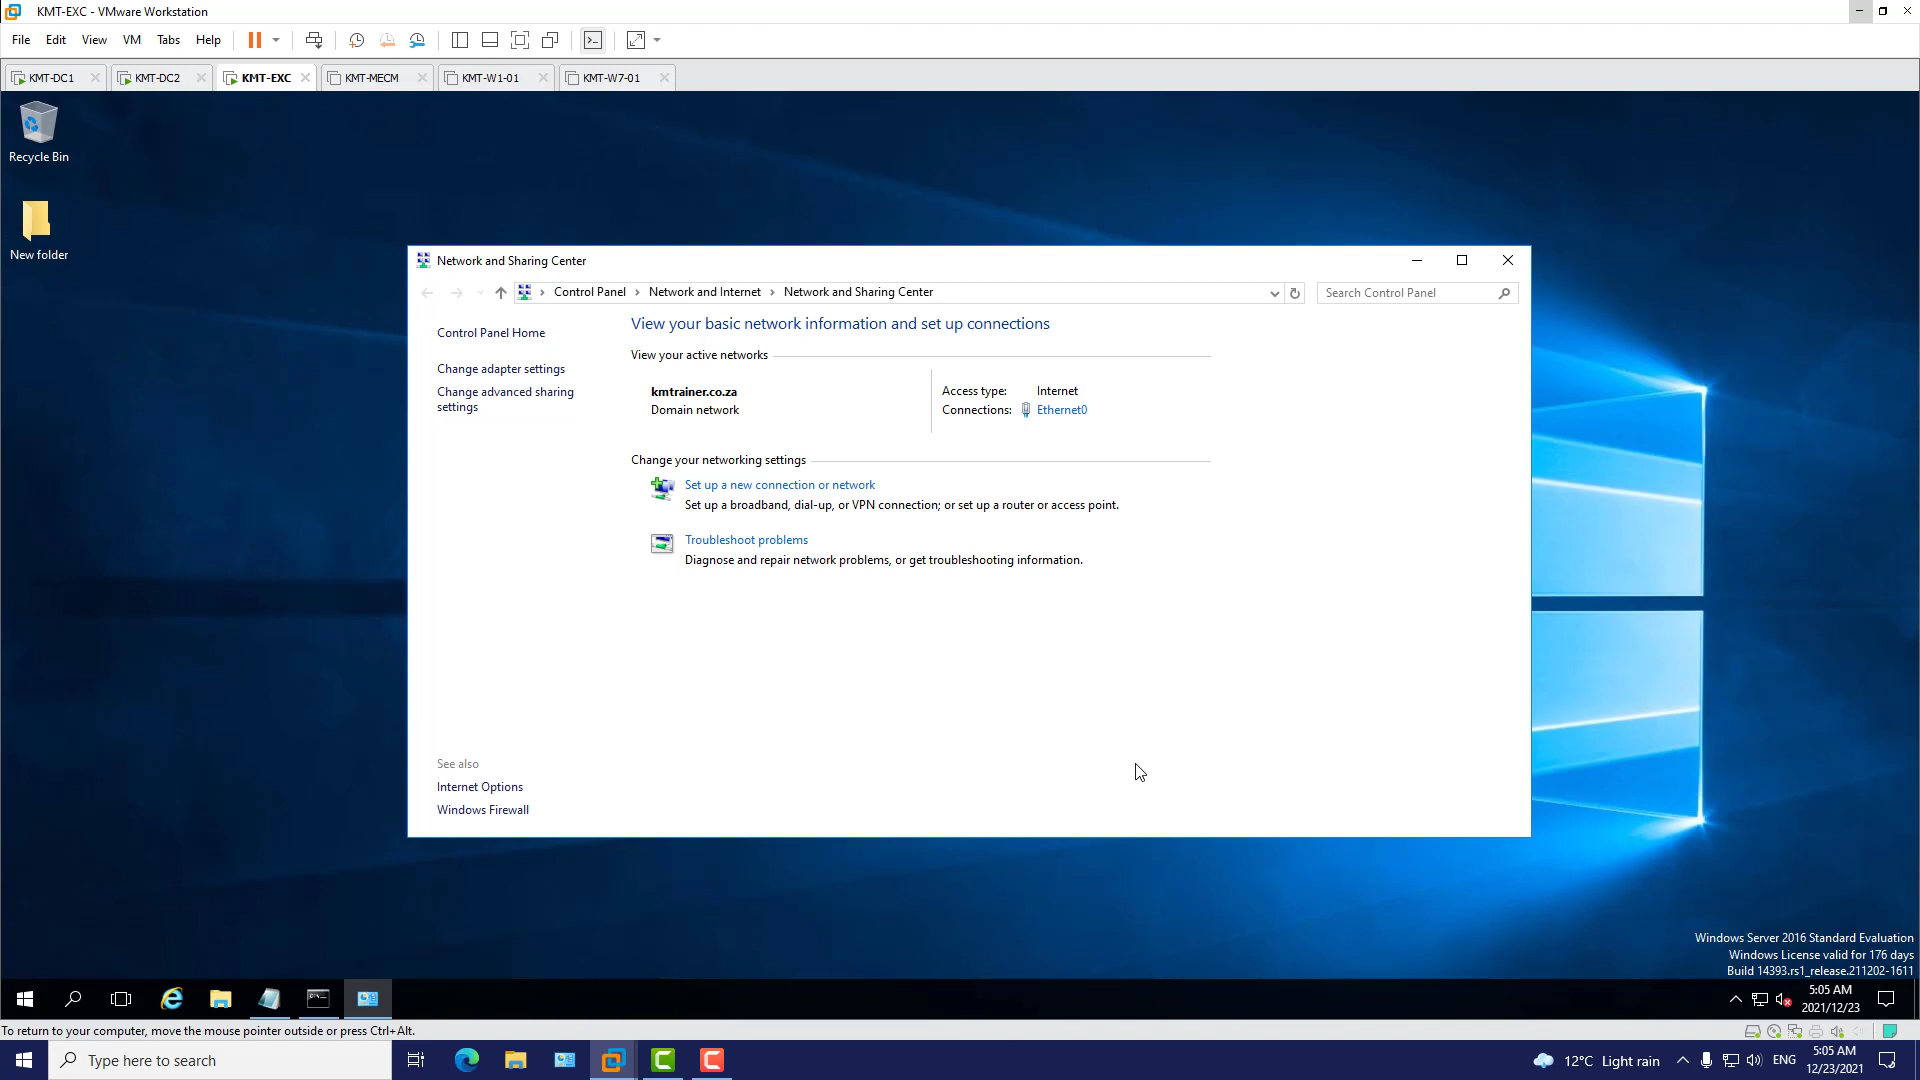 KMT-EXC - VMware Workstation
File Edit View VM Tabs Help
KMT-DC1 KMT-DC2 KMT-EXC KMT-MECM KMT-W1-01 KMT-W7-01
Recycle Bin
New folder
Network and Sharing Center
Control Panel Network and Internet Network and Sharing Center
Search Control Panel
Control Panel Home
Change adapter settings
Change advanced sharing
settings
View your basic network information and set up connections
View your active networks
kmtrainer.co.za
Domain network
Access type: Internet
Connections: Ethernet0
Change your networking settings
Set up a new connection or network
Set up a broadband, dial-up, or VPN connection; or set up a router or access point.
Troubleshoot problems
Diagnose and repair network problems, or get troubleshooting information.
See also
Internet Options
Windows Firewall
Windows Server 2016 Standard Evaluation
Windows License valid for 176 days
Build 14393.rs1_release.211202-1611
5:05 AM
2021/12/23
To return to your computer, move the mouse pointer outside or press Ctrl+Alt.
Type here to search
12°C Light rain
ENG
5:05 AM
12/23/2021